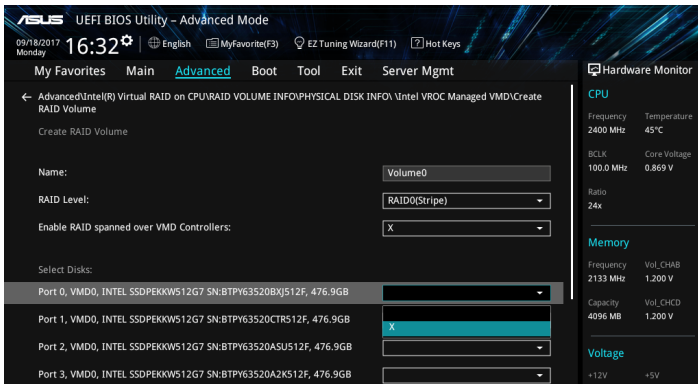 ASUS UEFI BIOS Utility – Advanced Mode
09/18/2017 Monday 16:32 English MyFavorite(F3) EZ Tuning Wizard(F11) ? Hot Keys
My Favorites Main Advanced Boot Tool Exit Server Mgmt
Advanced\Intel(R) Virtual RAID on CPU\RAID VOLUME INFO\PHYSICAL DISK INFO\ \Intel VROC Managed VMD\Create
RAID Volume
Create RAID Volume
Name: Volume0
RAID Level: RAID0(Stripe)
Enable RAID spanned over VMD Controllers: X
Select Disks:
Port 0, VMD0, INTEL SSDPEKKW512G7 SN:BTPY63520BXJ512F, 476.9GB
Port 1, VMD0, INTEL SSDPEKKW512G7 SN:BTPY63520CTR512F, 476.9GB
X
Port 2, VMD0, INTEL SSDPEKKW512G7 SN:BTPY63520ASU512F, 476.9GB
Port 3, VMD0, INTEL SSDPEKKW512G7 SN:BTPY63520A2K512F, 476.9GB
Hardware Monitor
CPU
Frequency Temperature
2400 MHz 45°C
BCLK Core Voltage
100.0 MHz 0.869 V
Ratio
24x
Memory
Frequency Vol_CHAB
2133 MHz 1.200 V
Capacity Vol_CHCD
4096 MB 1.200 V
Voltage
+12V +5V